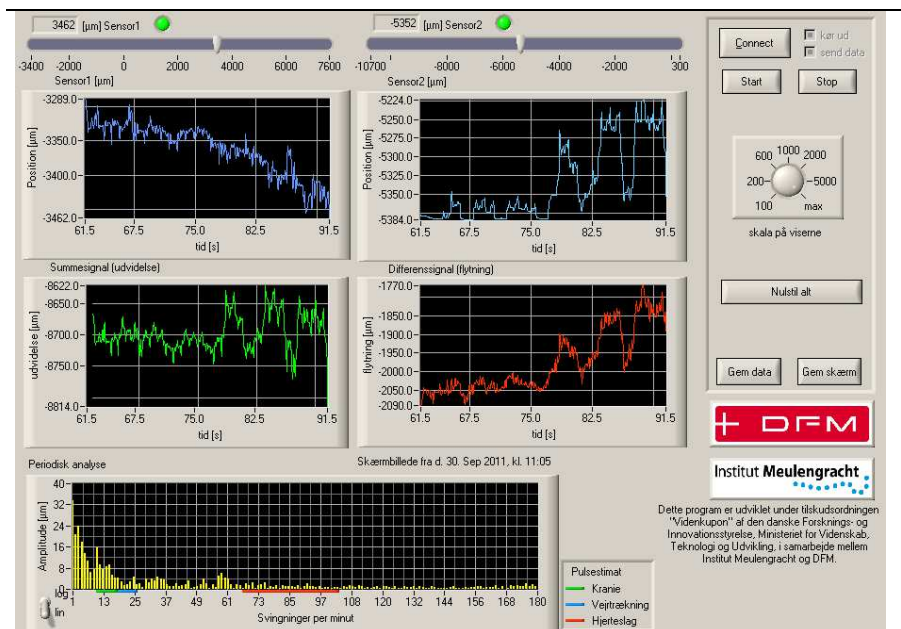 3462 [µm] Sensor1
-5352 [µm] Sensor2
-3400 -2000 0 2000 4000 6000 7600
-10700 -8000 -6000 -4000 -2000 300
Connect
kør ud
send data
Start Stop
Sensor1 [µm]
Position [µm]
-3289.0
-3350.0
-3400.0
-3462.0
61.5 67.5 75.0 82.5 91.5
tid [s]
Sensor2 [µm]
Position [µm]
-5224.0
-5250.0
-5275.0
-5300.0
-5325.0
-5350.0
-5384.0
61.5 67.5 75.0 82.5 91.5
tid [s]
600 1000 2000
200 5000
100 max
skala på viserne
Summesignal (udvidelse)
udvidelse [µm]
-8622.0
-8650.0
-8700.0
-8750.0
-8814.0
61.5 67.5 75.0 82.5 91.5
tid [s]
Differenssignal (flytning)
flytning [µm]
-1770.0
-1850.0
-1900.0
-1950.0
-2000.0
-2050.0
-2090.0
61.5 67.5 75.0 82.5 91.5
tid [s]
Nulstil alt
Gem data Gem skærm
DFM
Institut Meulengracht
Dette program er udviklet under tilskudsordningen
"Videnkupon" af den danske Forsknings- og
Innovationsstyrelse, Ministeriet for Videnskab,
Teknologi og Udvikling, i samarbejde mellem
Institut Meulengracht og DFM.
Periodisk analyse
Skærmbillede fra d. 30. Sep 2011, kl. 11:05
Amplitude [µm]
40
32
24
16
8
0
log
lin
1 13 25 37 49 61 73 85 97 108 120 132 144 156 168 180
Svingninger per minut
Pulsestimat
Kranie
Vejrtrækning
Hjerteslag